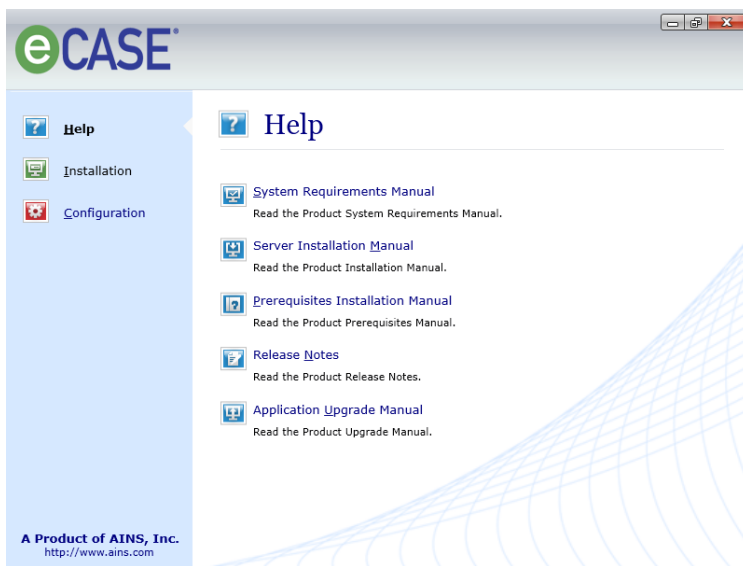 eCASE
Help
Installation
Configuration
A Product of AINS, Inc.
http://www.ains.com
Help
System Requirements Manual
Read the Product System Requirements Manual.
Server Installation Manual
Read the Product Installation Manual.
Prerequisites Installation Manual
Read the Product Prerequisites Manual.
Release Notes
Read the Product Release Notes.
Application Upgrade Manual
Read the Product Upgrade Manual.